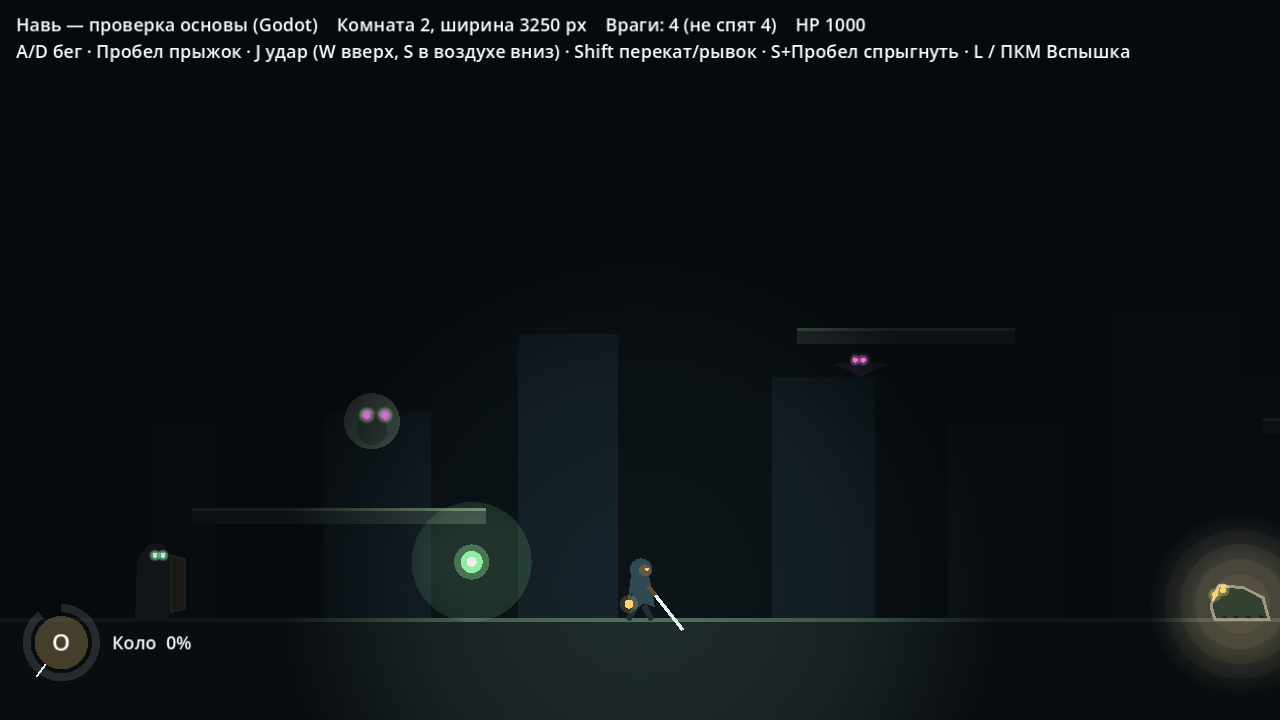 Навь — проверка основы (Godot) Комната 2, ширина 3250 px Враги: 4 (не спят 4) HP 1000
A/D бег · Пробел прыжок · J удар (W вверх, S в воздухе вниз) · Shift перекат/рывок · S+Пробел спрыгнуть · L / ПКМ Вспышка
О Коло 0%